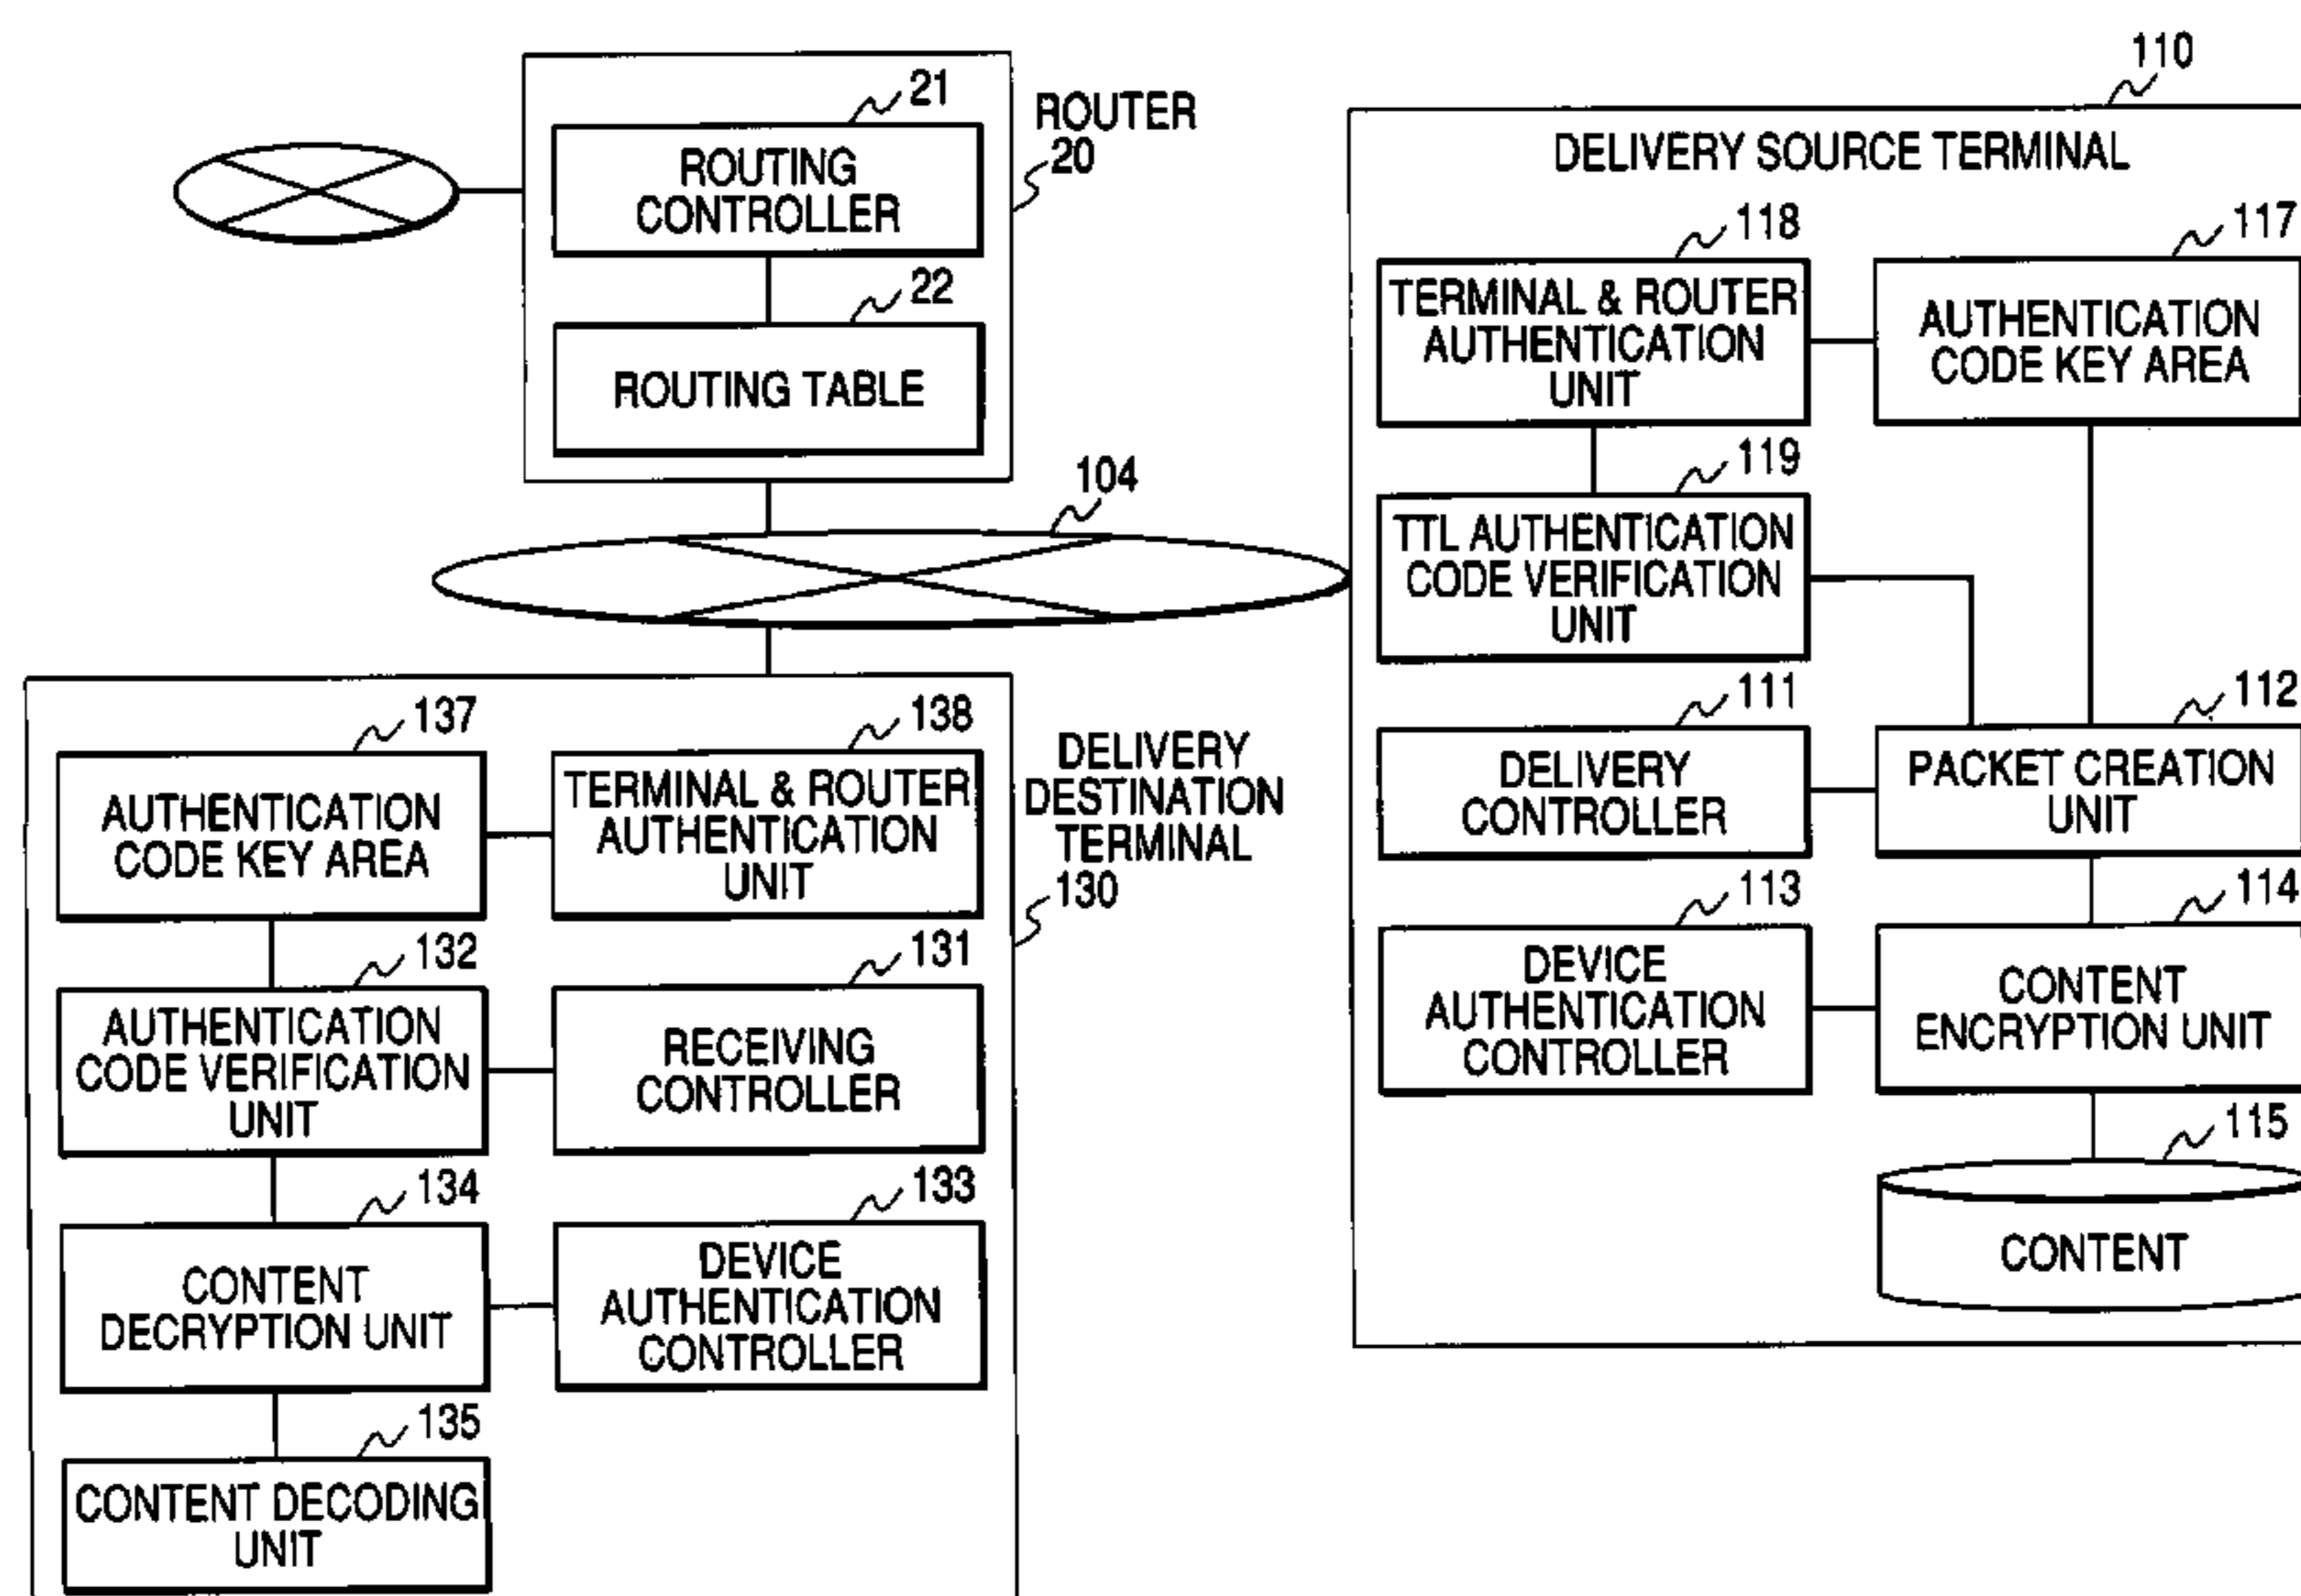 21
ROUTER
20
ROUTING
CONTROLLER
22
ROUTING TABLE
104
110
DELIVERY SOURCE TERMINAL
118
TERMINAL & ROUTER
AUTHENTICATION
UNIT
117
AUTHENTICATION
CODE KEY AREA
119
TTL AUTHENTICATION
CODE VERIFICATION
UNIT
111
DELIVERY
CONTROLLER
112
PACKET CREATION
UNIT
113
DEVICE
AUTHENTICATION
CONTROLLER
114
CONTENT
ENCRYPTION UNIT
115
CONTENT
DELIVERY
DESTINATION
TERMINAL
130
137
AUTHENTICATION
CODE KEY AREA
138
TERMINAL & ROUTER
AUTHENTICATION
UNIT
132
AUTHENTICATION
CODE VERIFICATION
UNIT
131
RECEIVING
CONTROLLER
134
CONTENT
DECRYPTION UNIT
133
DEVICE
AUTHENTICATION
CONTROLLER
135
CONTENT DECODING
UNIT